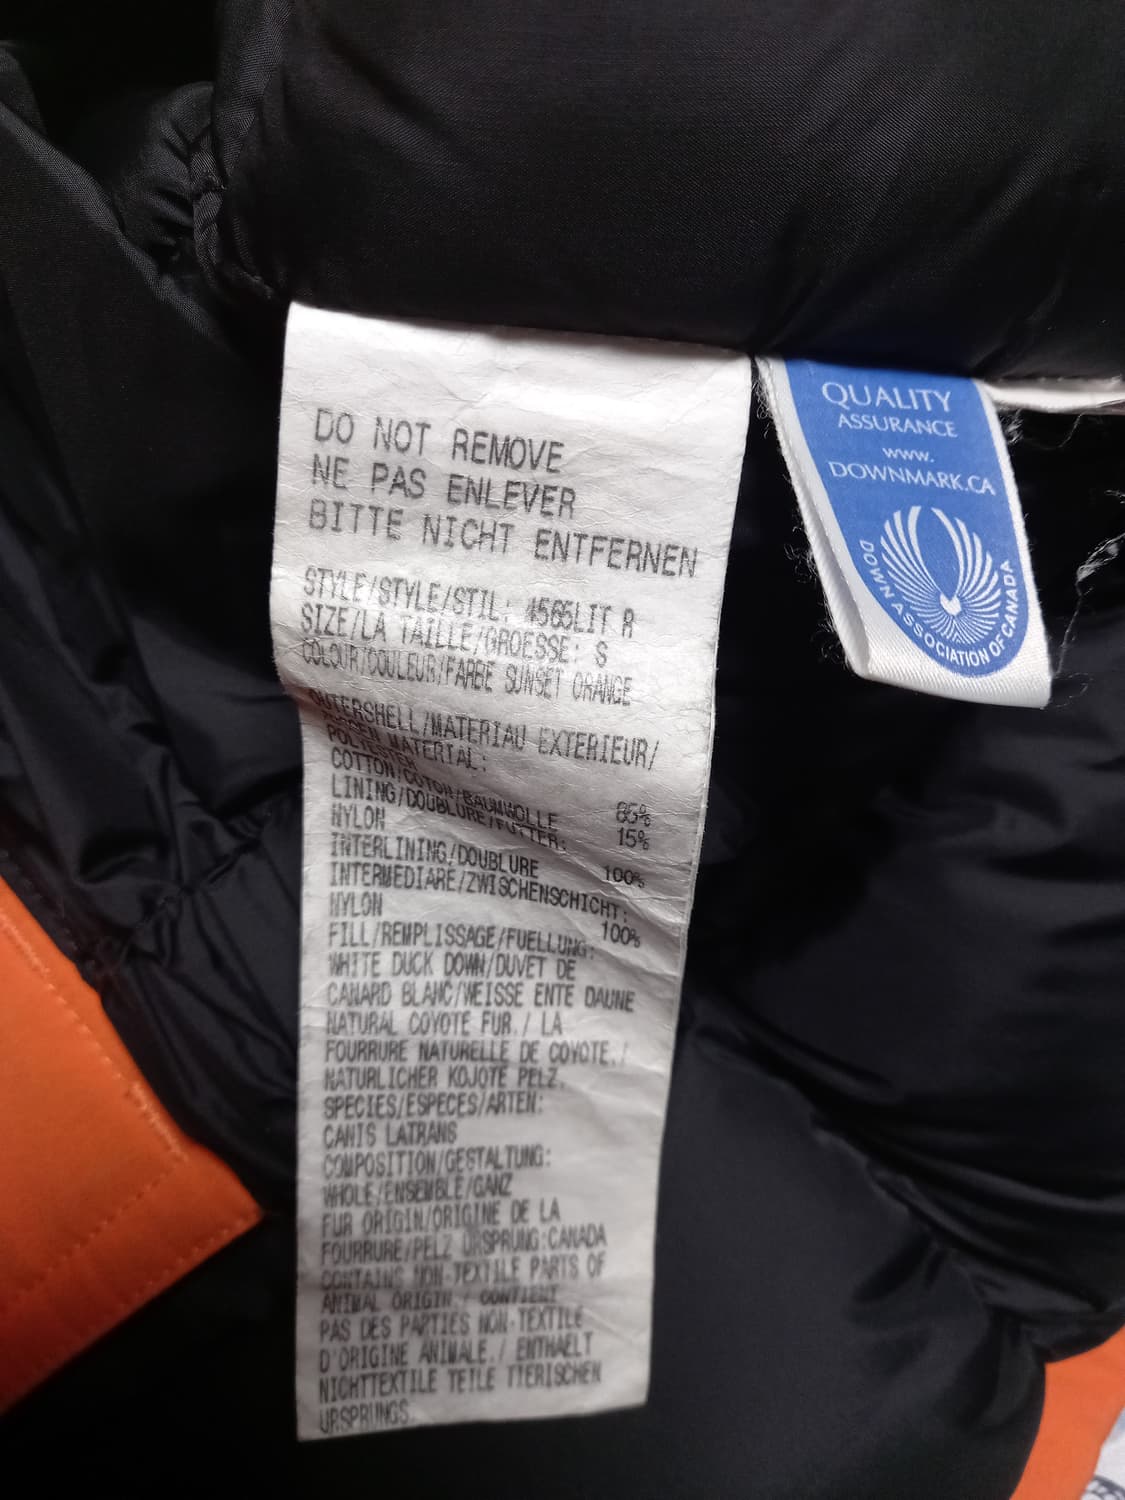 DO NOT REMOVE
NE PAS ENLEVER
BITTE NICHT ENTFERNEN
STYLE/STYLE/STIL: 4565LIT R
SIZE/LA TAILLE/GROESSE: S
COLOUR/COULEUR/FARBE SUNSET ORANGE
OUTERSHELL/MATERIAU EXTERIEUR/
MATERIAL:
POLYESTER 85%
COTTON/COTON/BAUMWOLLE 15%
LINING/DOUBLURE/FUTTER:
NYLON 100%
INTERLINING/DOUBLURE
INTERMEDIARE/ZWISCHENSCHICHT:
NYLON 100%
FILL/REMPLISSAGE/FUELLUNG:
WHITE DUCK DOWN/DUVET DE
CANARD BLANC/WEISSE ENTE DAUNE
NATURAL COYOTE FUR./ LA
FOURRURE NATURELLE DE COYOTE./
NATURLICHER KOJOTE PELZ.
SPECIES/ESPECES/ARTEN:
CANIS LATRANS
COMPOSITION/GESTALTUNG:
WHOLE/ENSEMBLE/GANZ
FUR ORIGIN/ORIGINE DE LA
FOURRURE/PELZ URSPRUNG:CANADA
CONTAINS NON-TEXTILE PARTS OF
ANIMAL ORIGIN./ CONTIENT
PAS DES PARTIES NON-TEXTILE
D'ORIGINE ANIMALE./ ENTHAELT
NICHTTEXTILE TEILE TIERISCHEN
URSPRUNGS.
QUALITY
ASSURANCE
www.
DOWNMARK.CA
DOWN ASSOCIATION OF CANADA